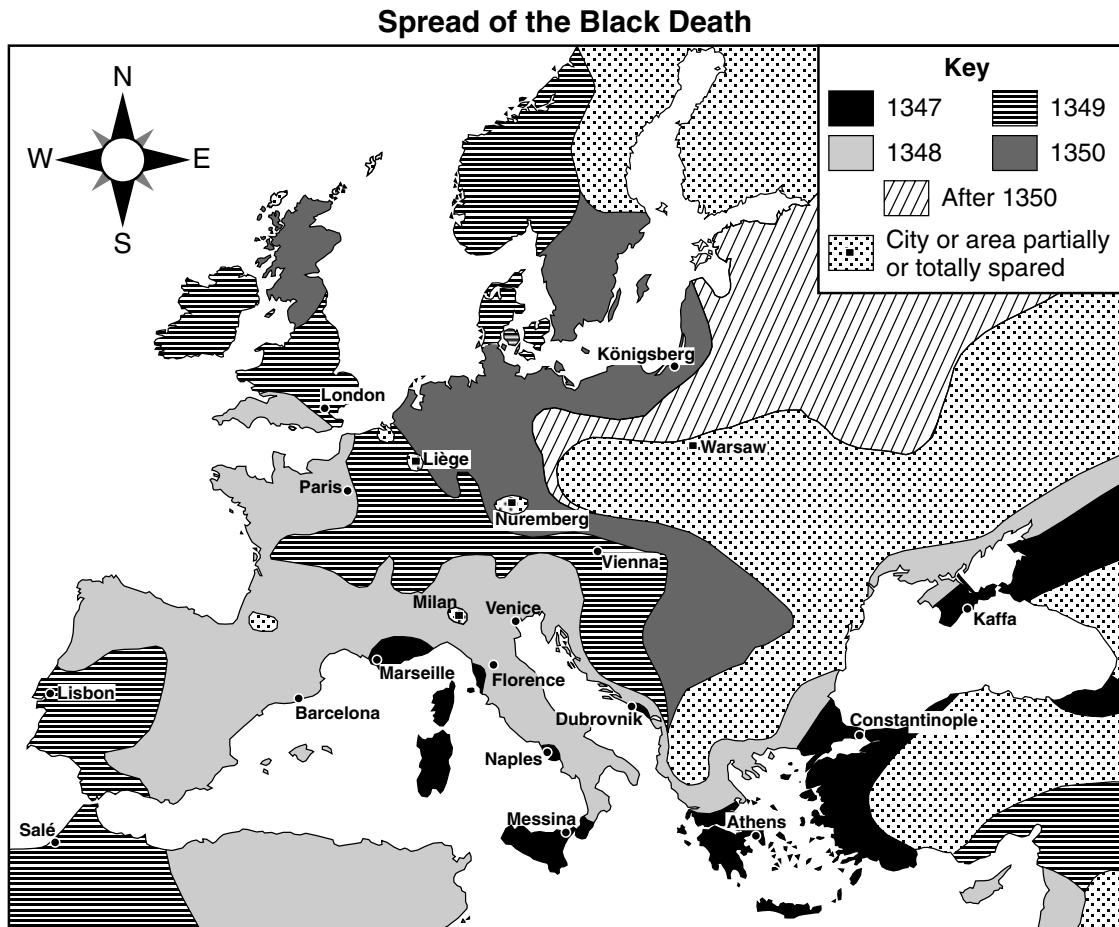 Spread of the Black Death
N
W E
S
Key
1347 1349
1348 1350
After 1350
City or area partially
or totally spared
Königsberg
London
Warsaw
Liège
Paris
Nuremberg
Vienna
Milan
Venice
Kaffa
Marseille
Florence
Lisbon
Barcelona
Dubrovnik
Constantinople
Naples
Messina
Athens
Salé